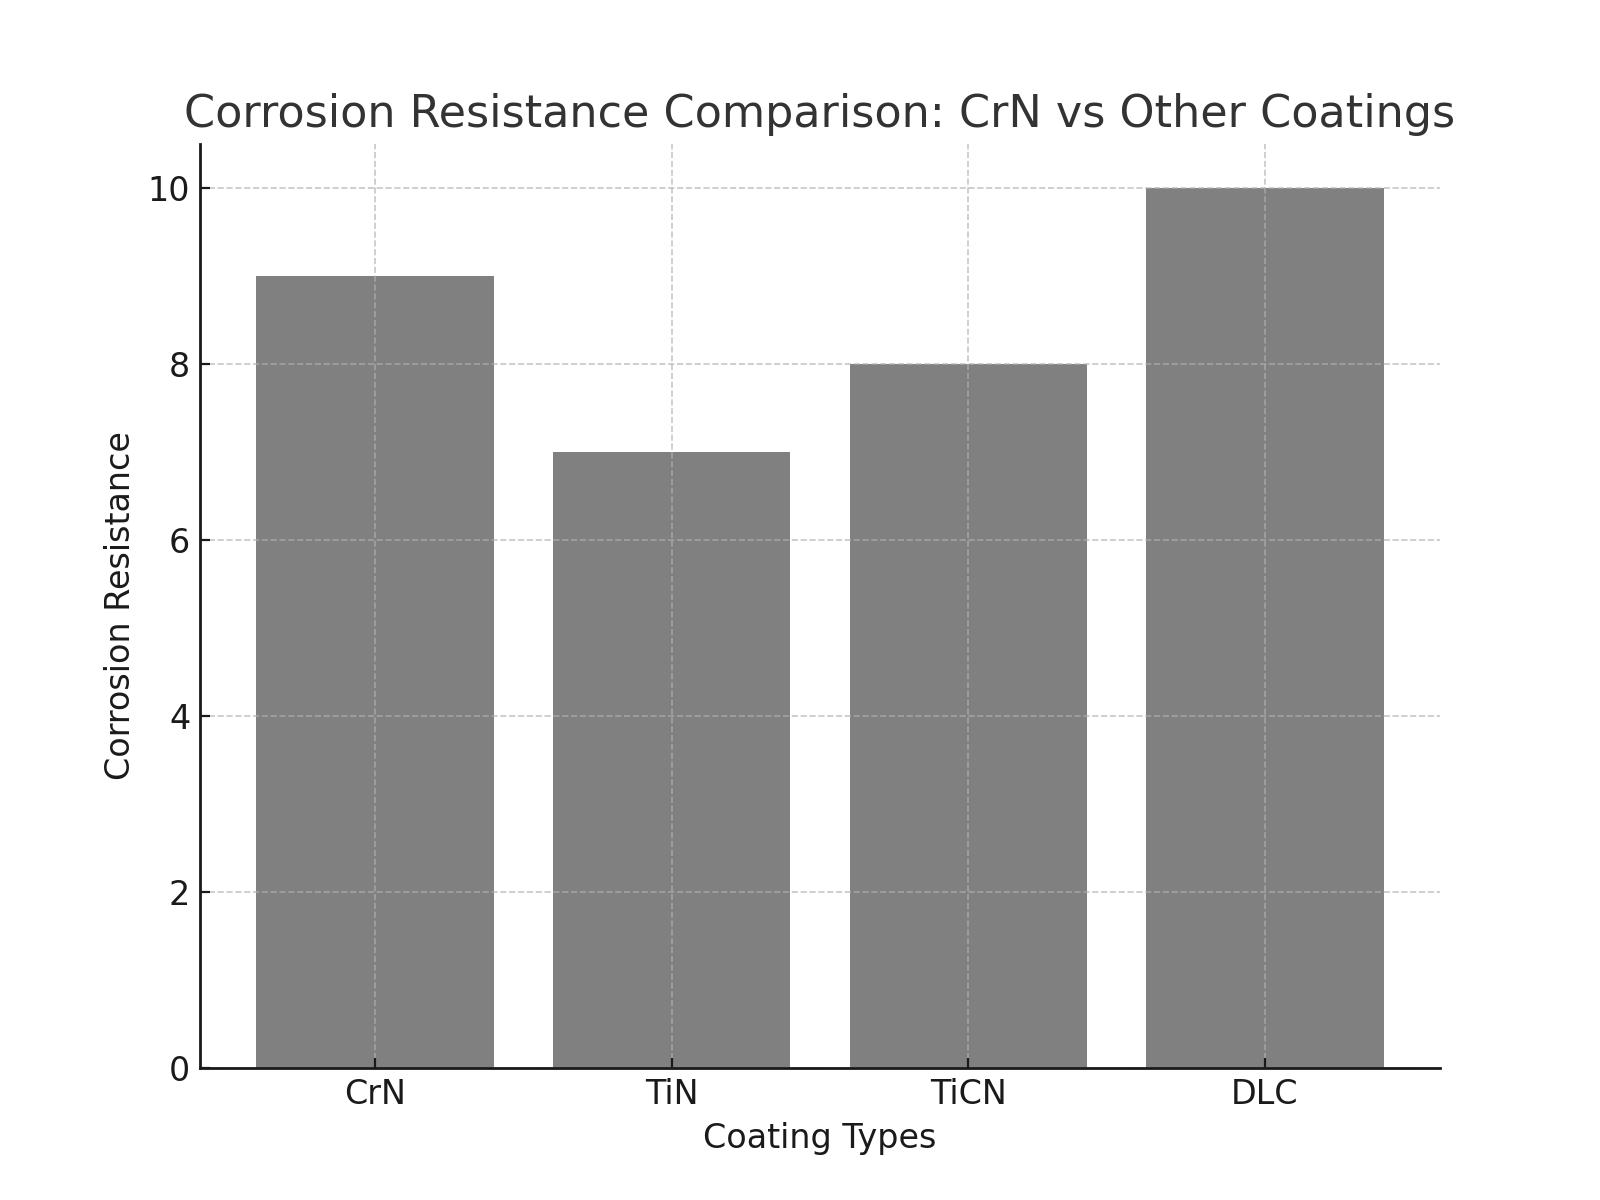 Corrosion Resistance Comparison: CrN vs Other Coatings
10
8
6
4
2
0
Corrosion Resistance
CrN TiN TiCN DLC
Coating Types